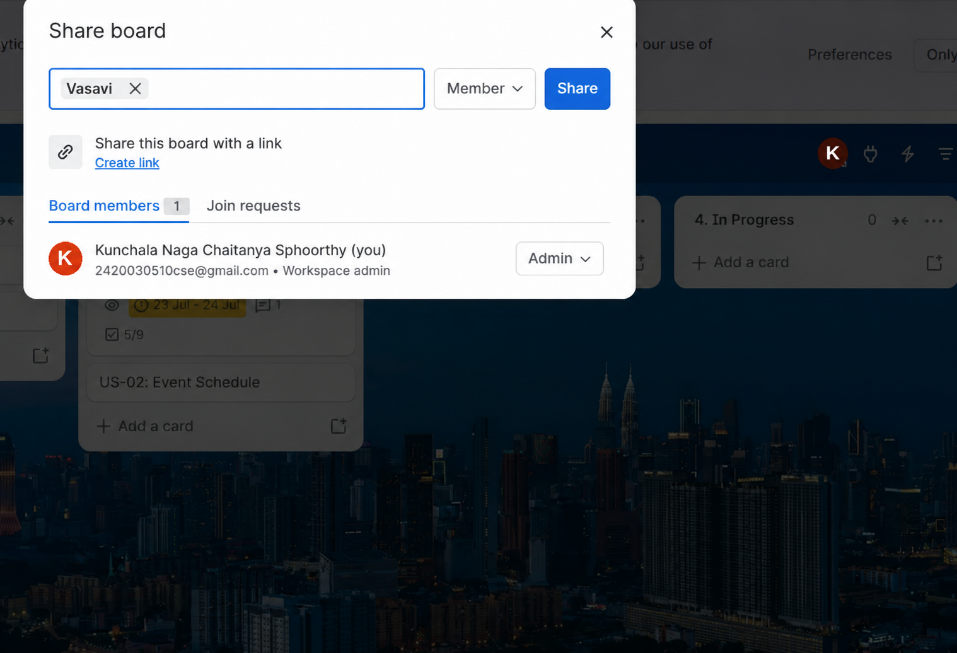 Share board
ytic
our use of
Preferences
Only
Vasavi
Member
Share
Share this board with a link
Create link
K
Board members 1
Join requests
4. In Progress 0
K
Kunchala Naga Chaitanya Sphoorthy (you)
2420030510cse@gmail.com • Workspace admin
Admin
Add a card
23 Jul - 24 Jul
1
5/9
US-02: Event Schedule
Add a card